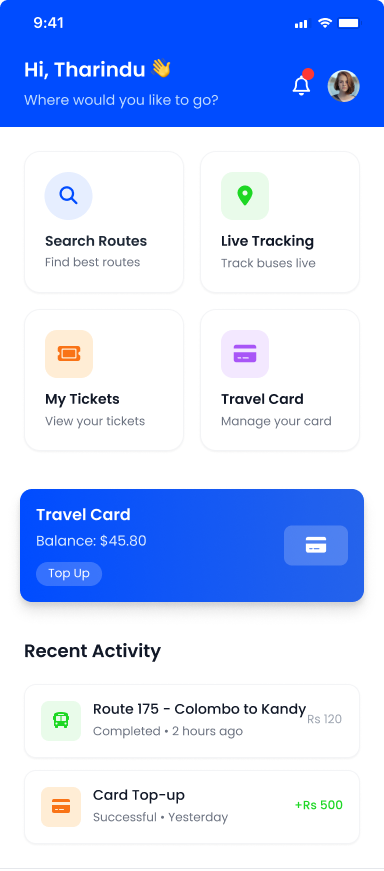 9:41
Hi, Tharindu 👋
Where would you like to go?
Search Routes
Find best routes
Live Tracking
Track buses live
My Tickets
View your tickets
Travel Card
Manage your card
Travel Card
Balance: $45.80
Top Up
Recent Activity
Route 175 - Colombo to Kandy
Rs 120
Completed • 2 hours ago
Card Top-up
+Rs 500
Successful • Yesterday